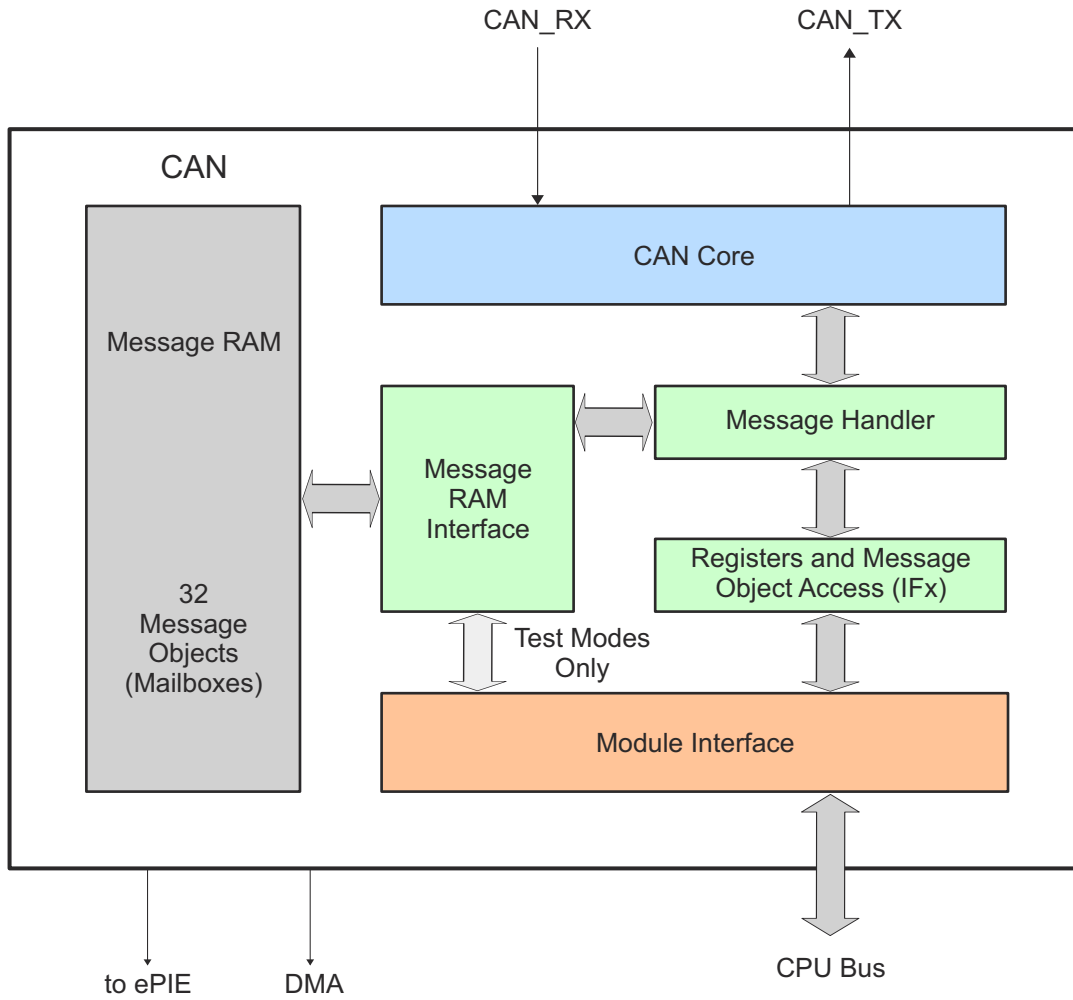 CAN_RX
CAN_TX
CAN
CAN Core
Message RAM
Message Handler
Message
RAM
Interface
Registers and Message
Object Access (IFx)
32
Message
Objects
(Mailboxes)
Test Modes
Only
Module Interface
CPU Bus
to ePIE
DMA